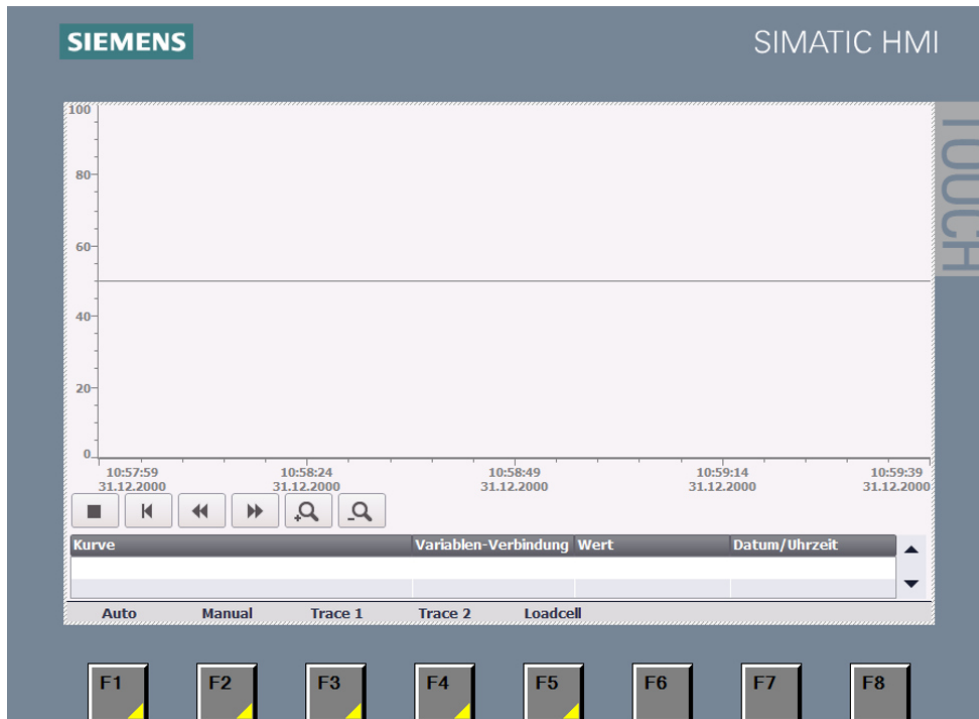 SIEMENS
SIMATIC HMI
TOUCH
100
80
60
40
20
0
10:57:59 10:58:24 10:58:49 10:59:14 10:59:39
31.12.2000 31.12.2000 31.12.2000 31.12.2000 31.12.2000
Kurve Variablen-Verbindung Wert Datum/Uhrzeit
Auto Manual Trace 1 Trace 2 Loadcell
F1 F2 F3 F4 F5 F6 F7 F8